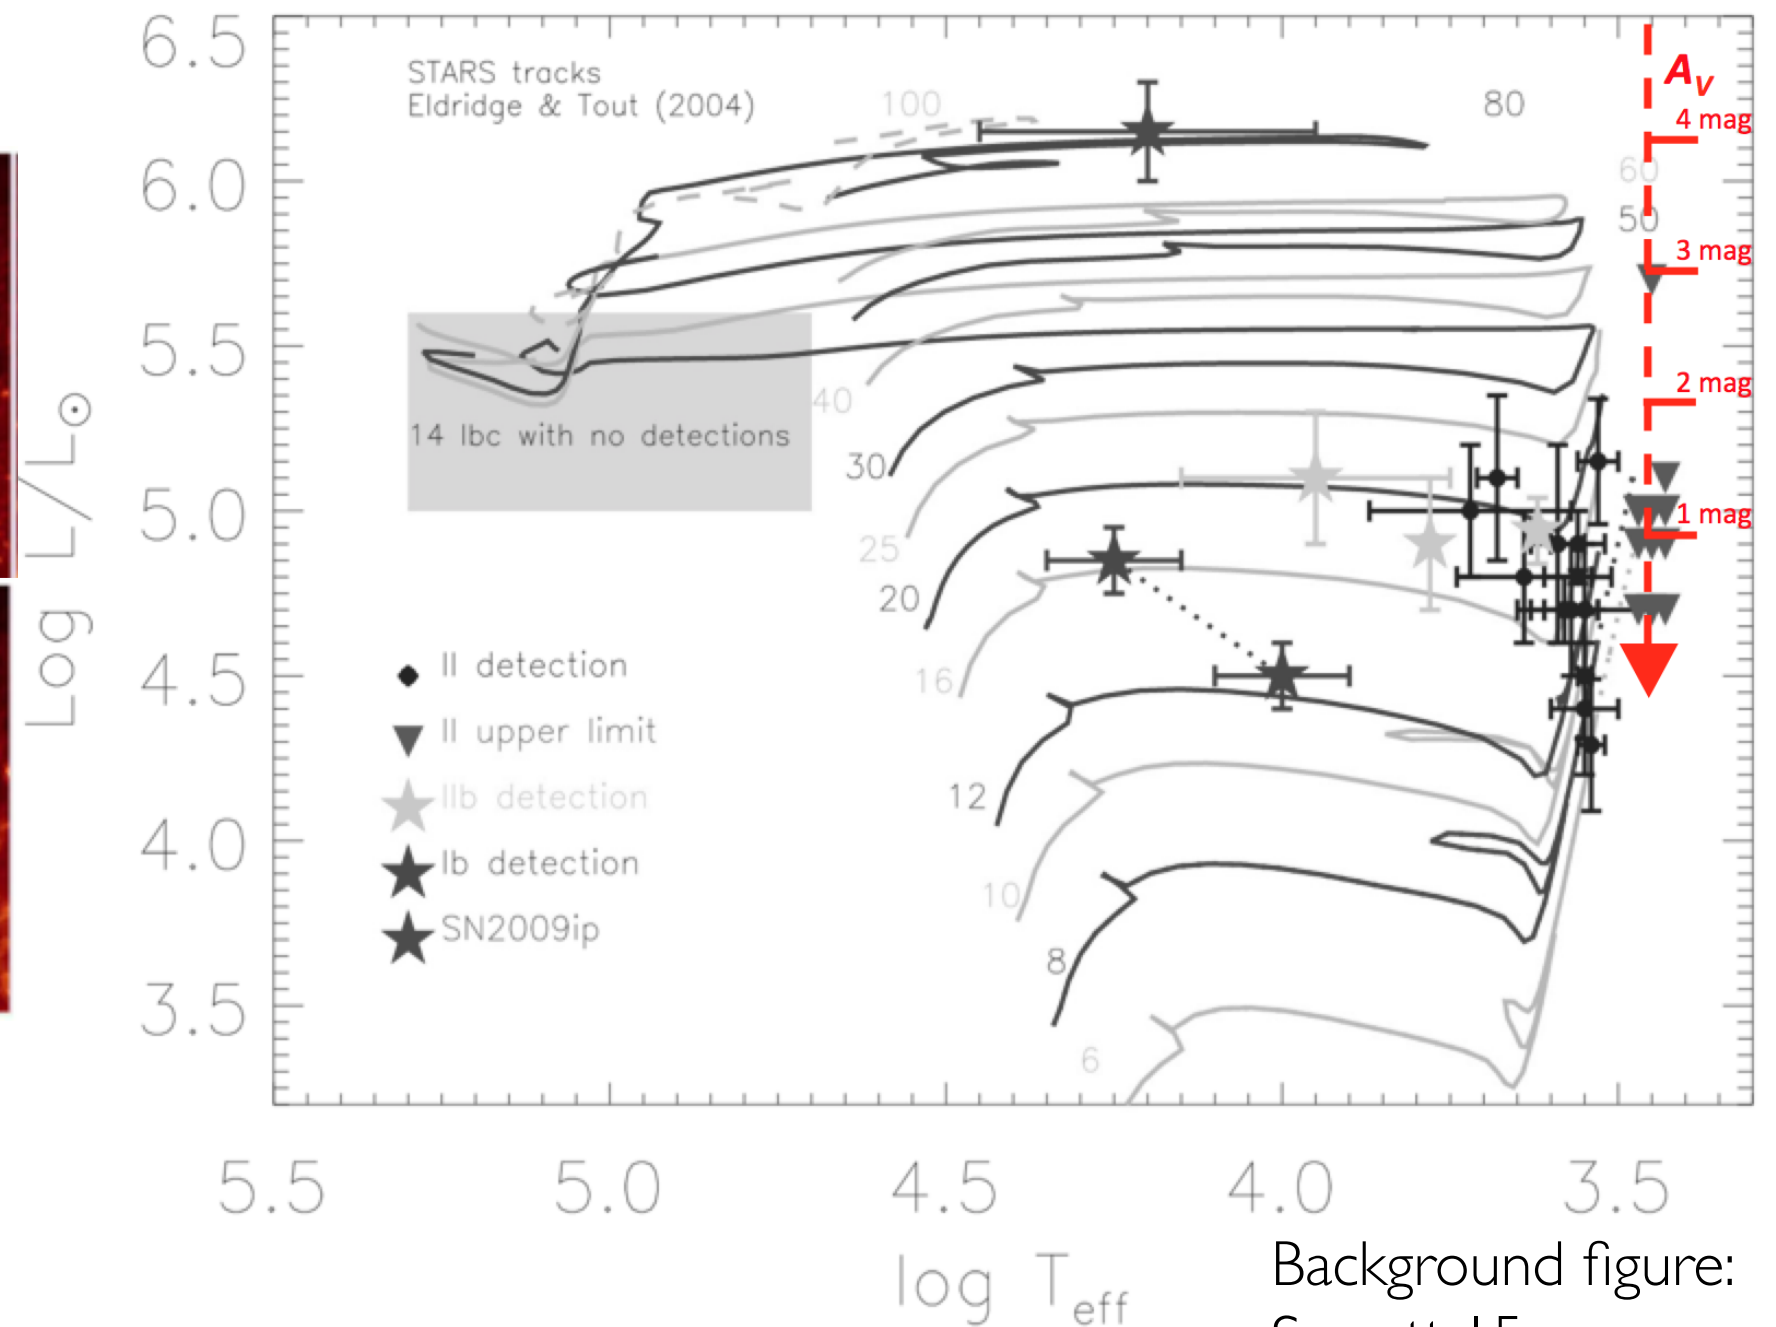 6.5
6.0
5.5
5.0
4.5
4.0
3.5
Log L/L☉
STARS tracks
Eldridge & Tout (2004)
100
80
60
50
40
30
25
20
16
12
10
8
6
14 Ibc with no detections
II detection
II upper limit
IIb detection
Ib detection
SN2009ip
AV
4 mag
3 mag
2 mag
1 mag
5.5 5.0 4.5 4.0 3.5
log Teff
Background figure: